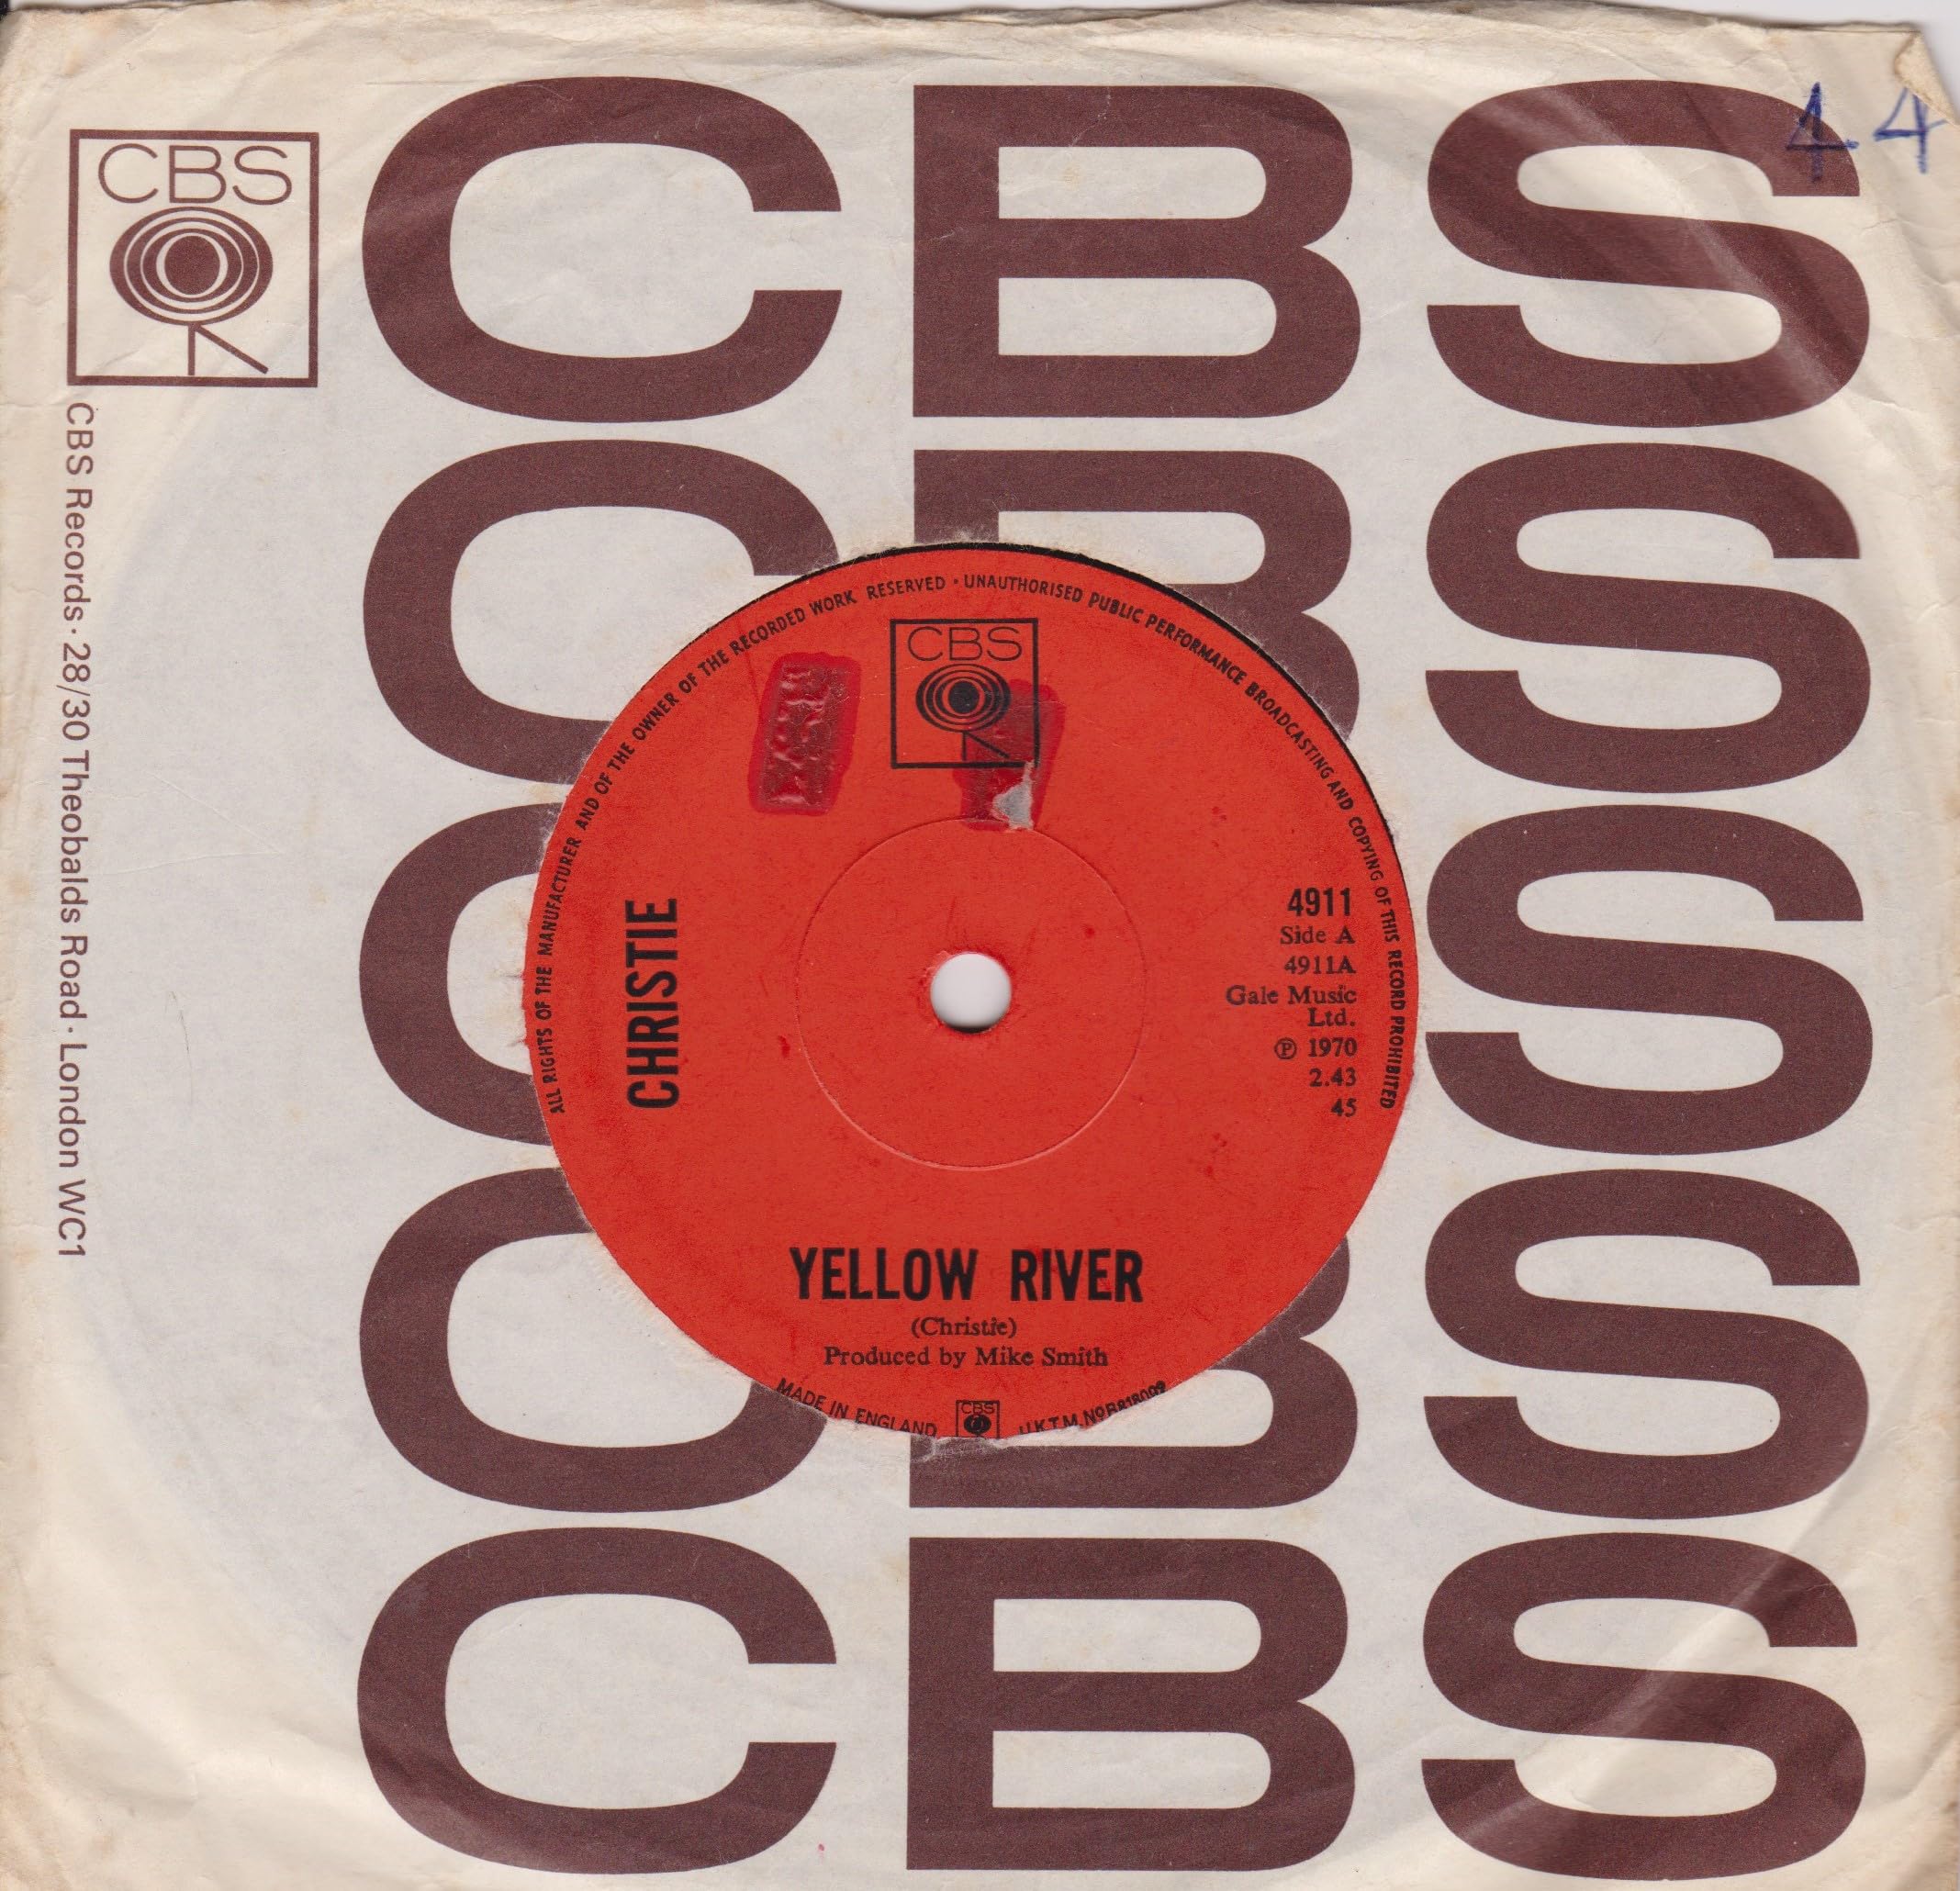 CBS
CBS Records · 28/30 Theobalds Road · London WC1
CBS
CBS
CBS
CBS
CBS
44
ALL RIGHTS OF THE MANUFACTURER AND OF THE OWNER OF THE RECORDED WORK RESERVED · UNAUTHORISED PUBLIC PERFORMANCE BROADCASTING AND COPYING OF THIS RECORD PROHIBITED
CBS
CHRISTIE
4911
Side A
4911A
Gale Music
Ltd.
℗ 1970
2.43
45
YELLOW RIVER
(Christie)
Produced by Mike Smith
MADE IN ENGLAND
CBS
U.K.T.M. No